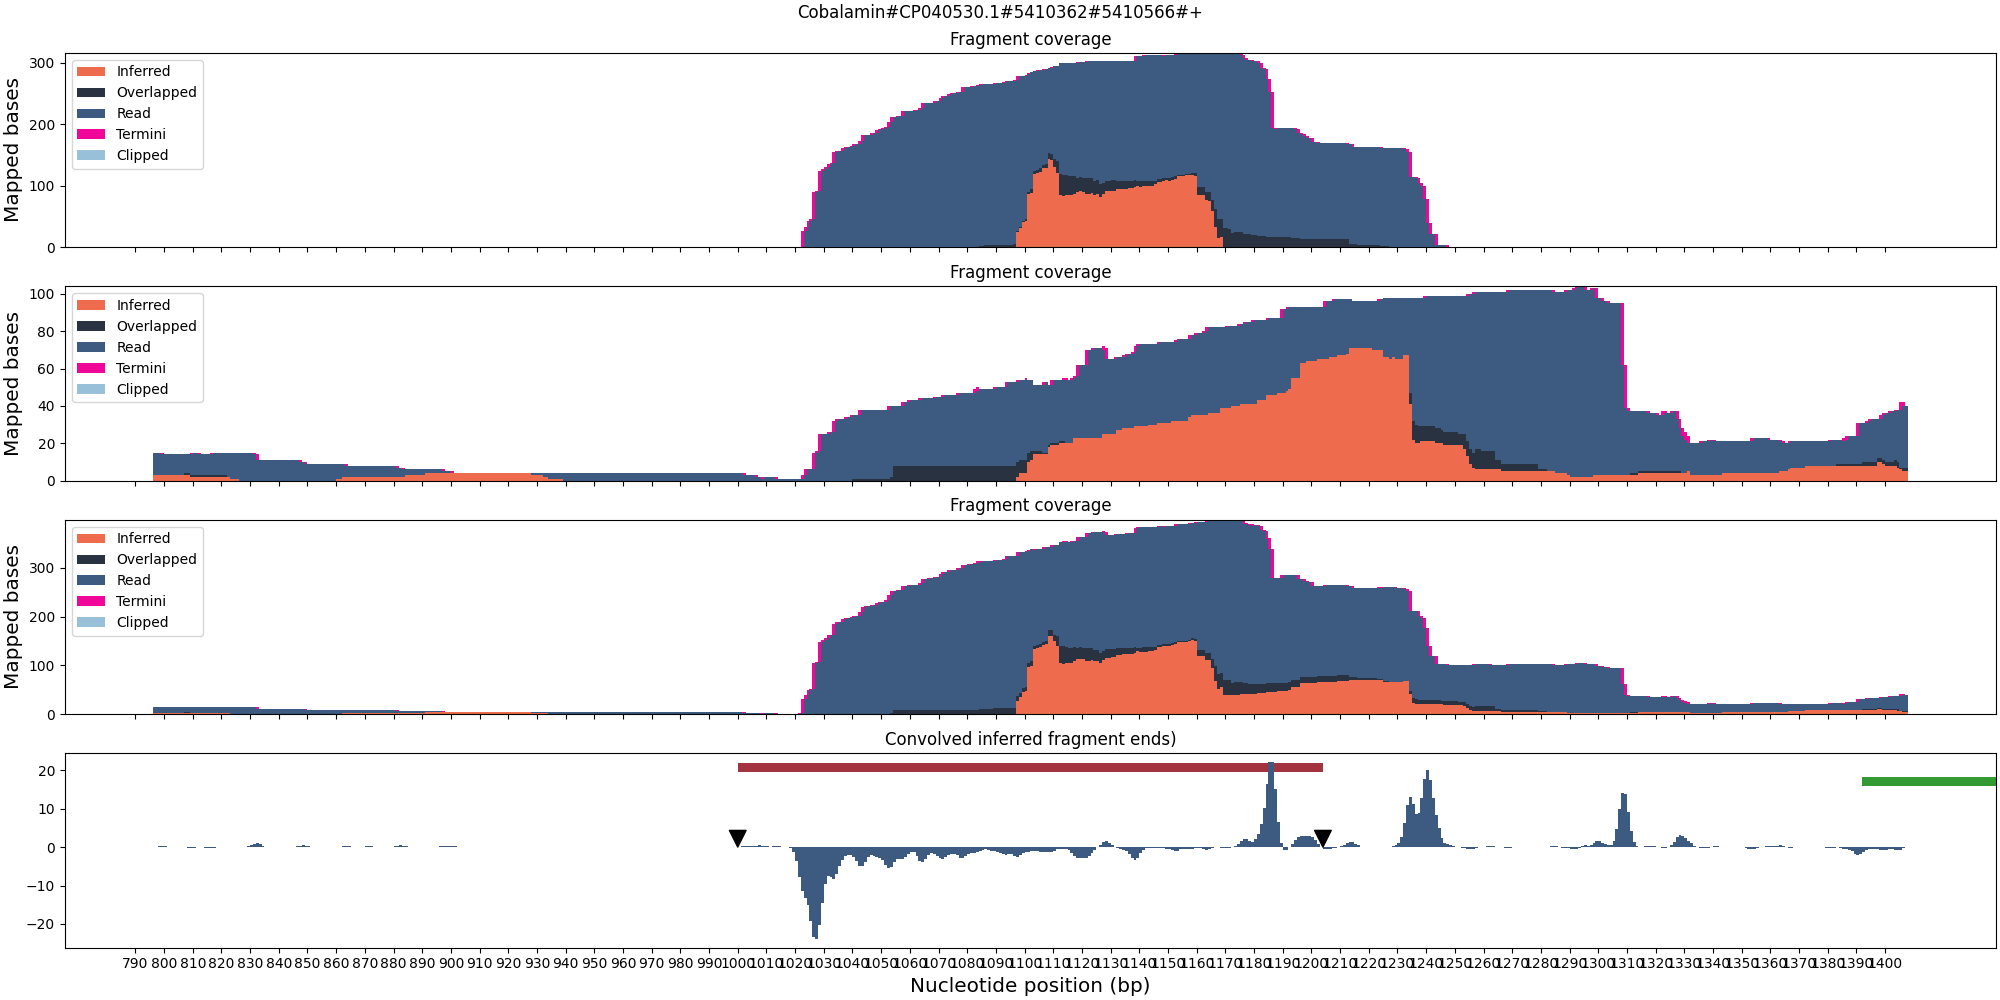 Cobalamin#CP040530.1#5410362#5410566#+
Fragment coverage
Mapped bases
300
200
100
0
Inferred
Overlapped
Read
Termini
Clipped
Fragment coverage
Mapped bases
100
80
60
40
20
0
Inferred
Overlapped
Read
Termini
Clipped
Fragment coverage
Mapped bases
300
200
100
0
Inferred
Overlapped
Read
Termini
Clipped
Convolved inferred fragment ends)
20
10
0
−10
−20
790 800 810 820 830 840 850 860 870 880 890 900 910 920 930 940 950 960 970 980 990 1000 1010 1020 1030 1040 1050 1060 1070 1080 1090 1100 1110 1120 1130 1140 1150 1160 1170 1180 1190 1200 1210 1220 1230 1240 1250 1260 1270 1280 1290 1300 1310 1320 1330 1340 1350 1360 1370 1380 1390 1400
Nucleotide position (bp)